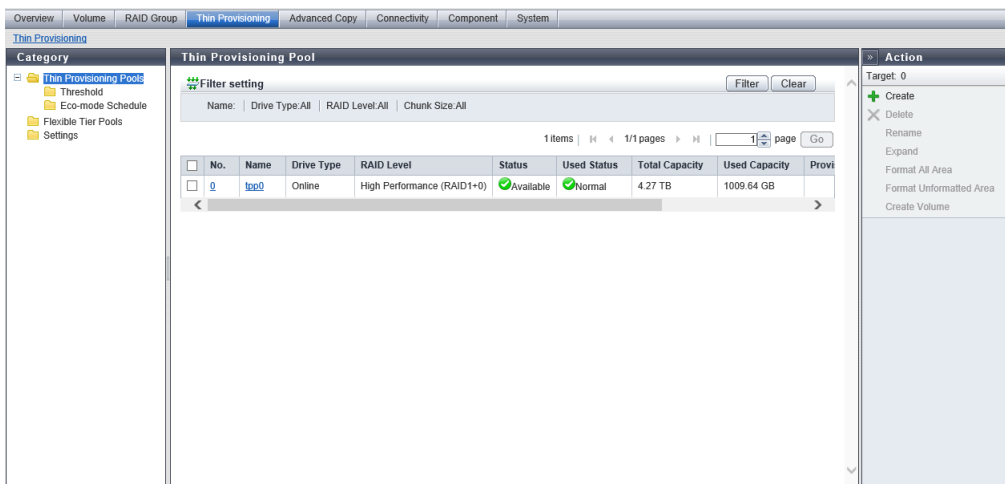 Overview Volume RAID Group Thin Provisioning Advanced Copy Connectivity Component System
Thin Provisioning
Category
Thin Provisioning Pools
Threshold
Eco-mode Schedule
Flexible Tier Pools
Settings
Thin Provisioning Pool
Filter setting Filter Clear
Name: | Drive Type:All | RAID Level:All | Chunk Size:All
1 items | 1/1 pages | 1 page Go
No. Name Drive Type RAID Level Status Used Status Total Capacity Used Capacity Provi
0 tpp0 Online High Performance (RAID1+0) Available Normal 4.27 TB 1009.64 GB
» Action
Target: 0
Create
Delete
Rename
Expand
Format All Area
Format Unformatted Area
Create Volume